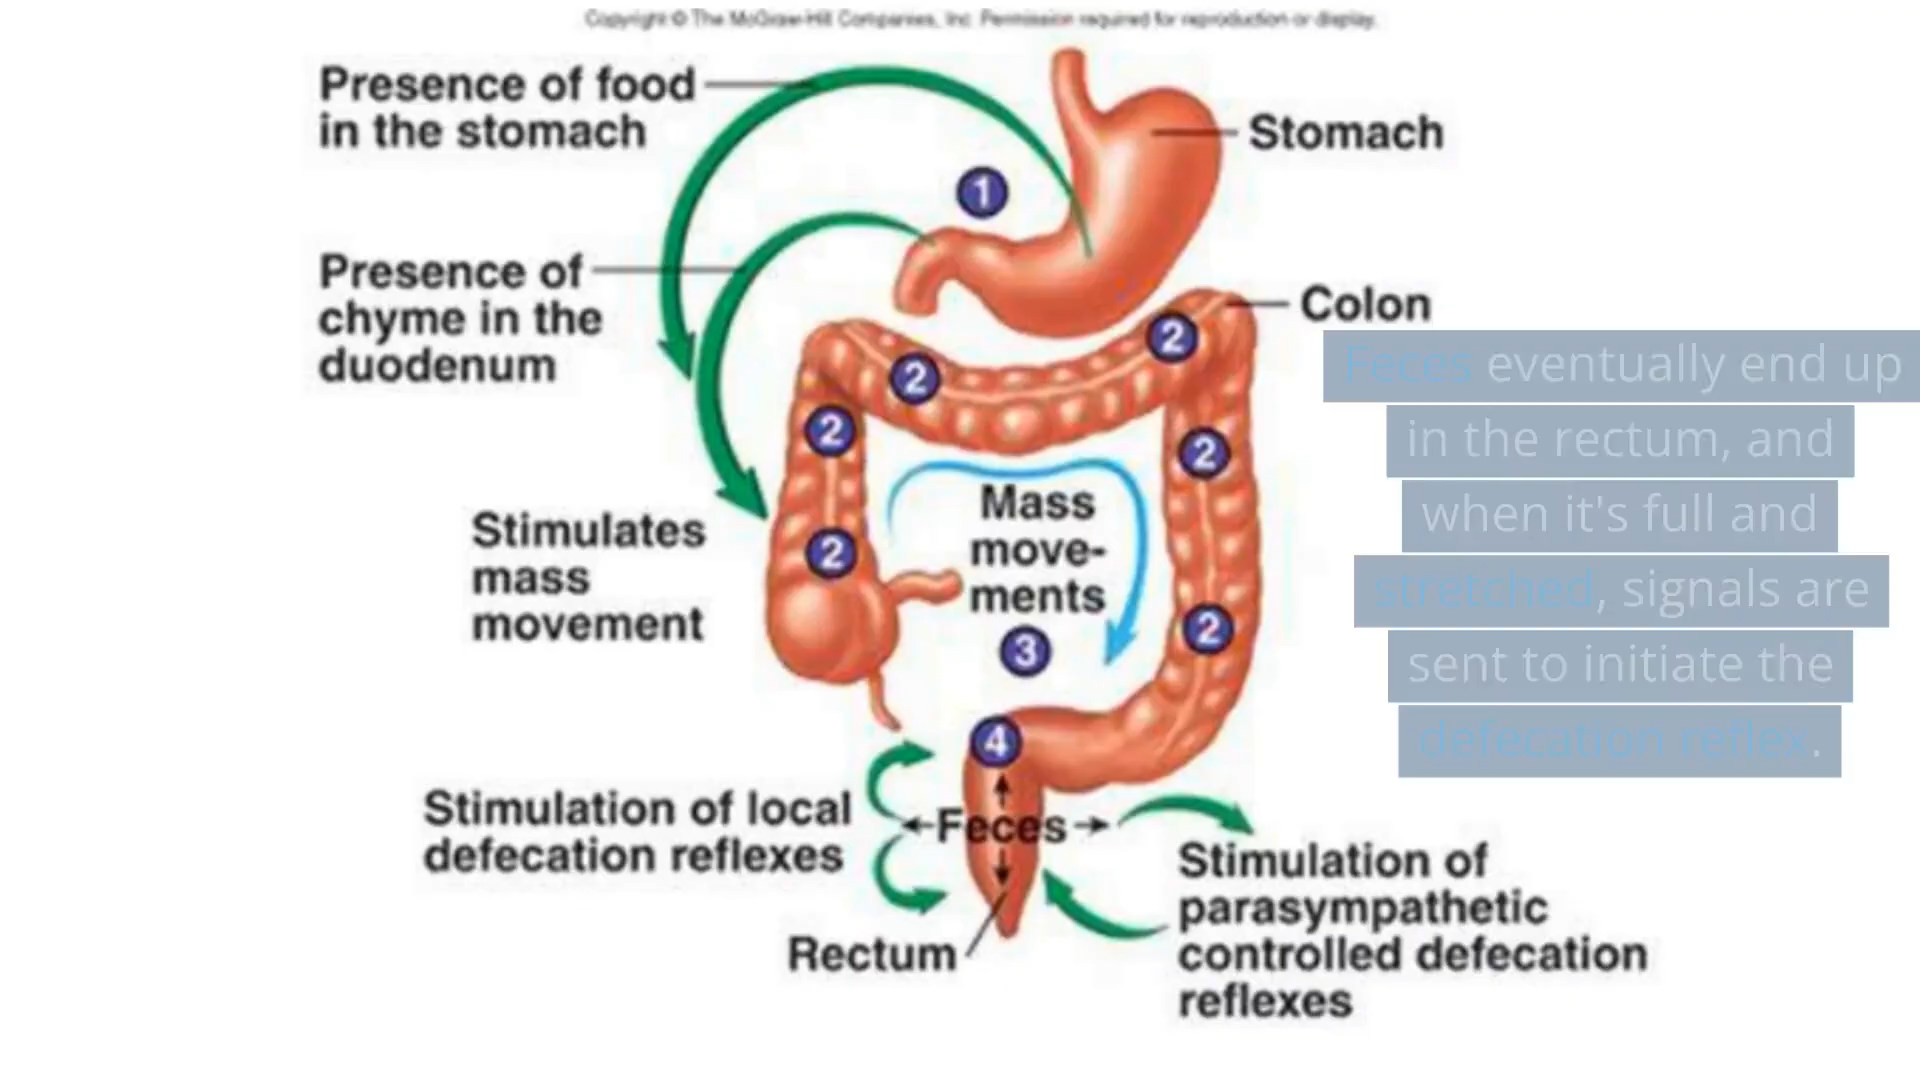 Copyright © The McGraw-Hill Companies, Inc. Permission required for reproduction or display.
Presence of food
in the stomach
Stomach
1
Presence of
chyme in the
duodenum
Colon
2
2
2
2
2
2
Feces eventually end up
in the rectum, and
when it's full and
stretched, signals are
sent to initiate the
defecation reflex.
Mass
move-
ments
3
Stimulates
mass
movement
4
Stimulation of local
defecation reflexes
Feces
Rectum
Stimulation of
parasympathetic
controlled defecation
reflexes